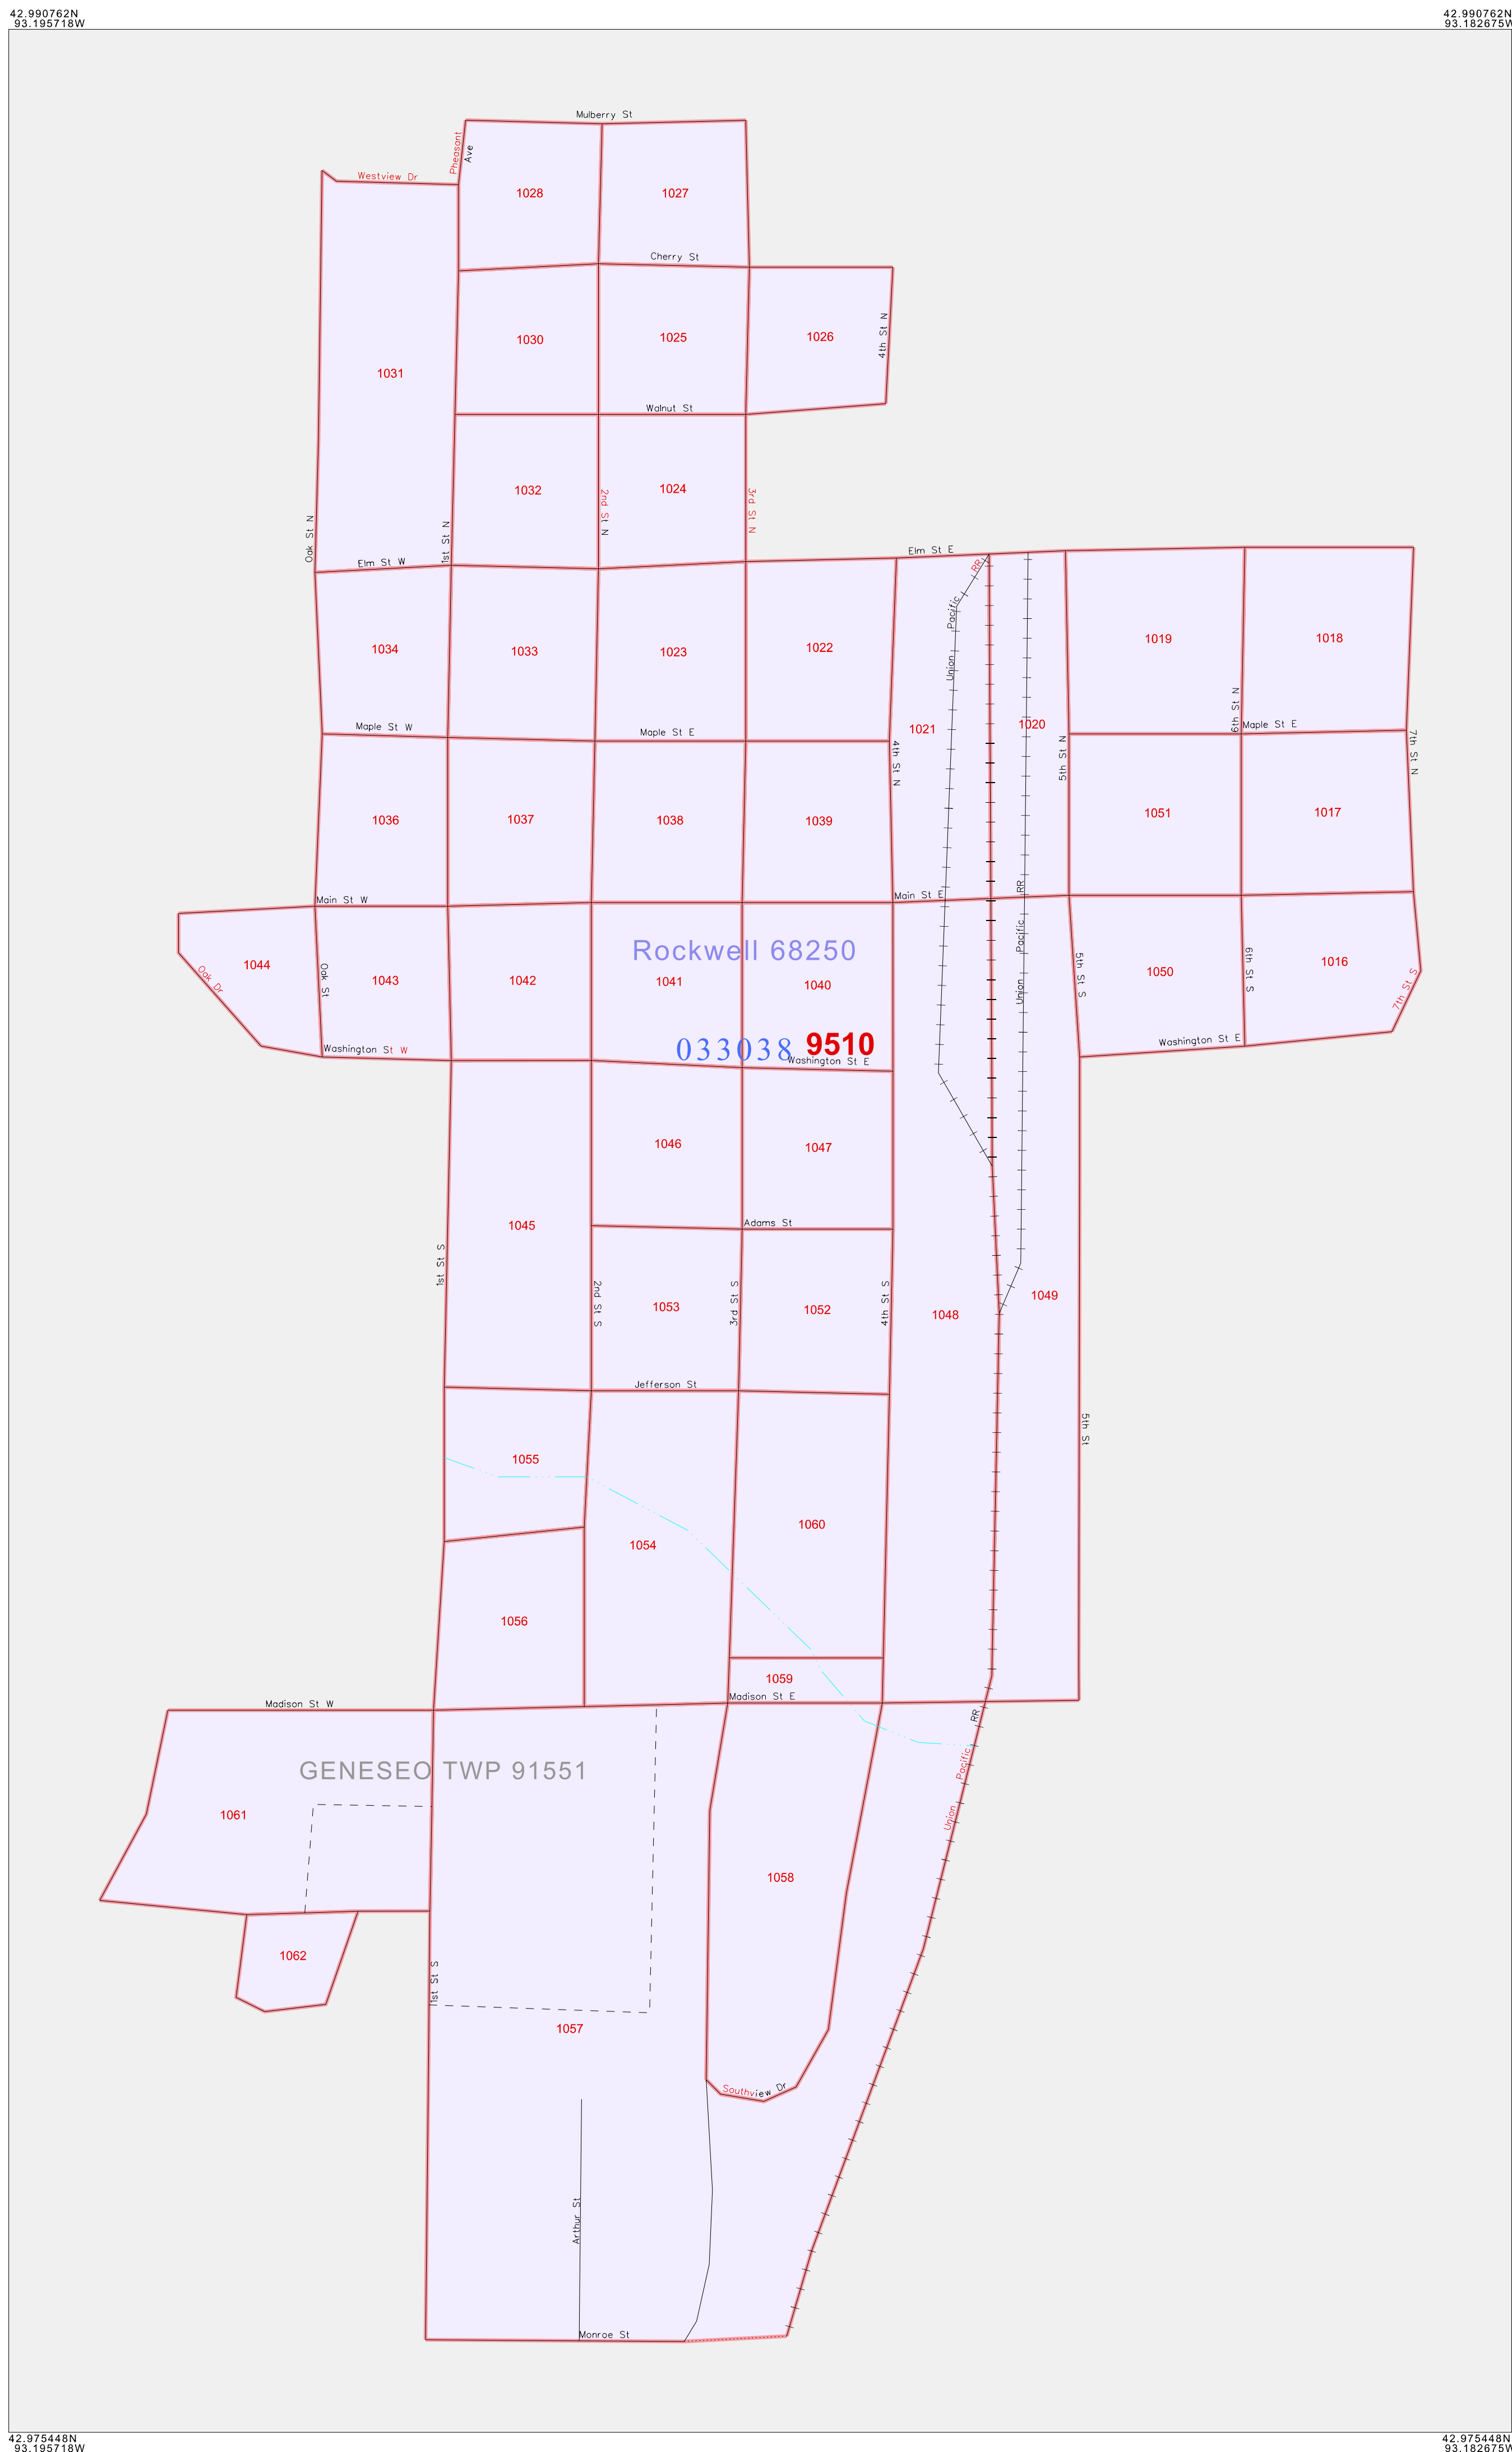 42.990762N
93.195718W
42.990762N
93.182675W
Mulberry St
Pheasant
Ave
Westview Dr
1028
1027
Cherry St
1030
1025
1026
4th St N
1031
Walnut St
1032
1024
2nd St N
3rd St N
Oak St N
1st St N
Elm St W
Elm St E
RR
Pacific
Union
1034
1033
1023
1022
1019
1018
6th St N
Maple St W
Maple St E
1021
1020
Maple St E
4th St N
5th St N
7th St N
1036
1037
1038
1039
1051
1017
Main St W
Main St E
RR
Pacific
Union
Rockwell 68250
1044
Oak Dr
Oak St
1043
1042
1041
1040
5th St S
1050
6th St S
1016
7th St S
033038
9510
Washington St W
Washington St E
Washington St E
1046
1047
1045
Adams St
1st St S
2nd St S
1053
3rd St S
1052
4th St S
1048
1049
Jefferson St
5th St
1055
1054
1060
1056
1059
Madison St W
Madison St E
RR
Pacific
Union
GENESEO TWP 91551
1061
1058
1062
1st St S
1057
Southview Dr
Arthur St
Monroe St
42.975448N
93.195718W
42.975448N
93.182675W